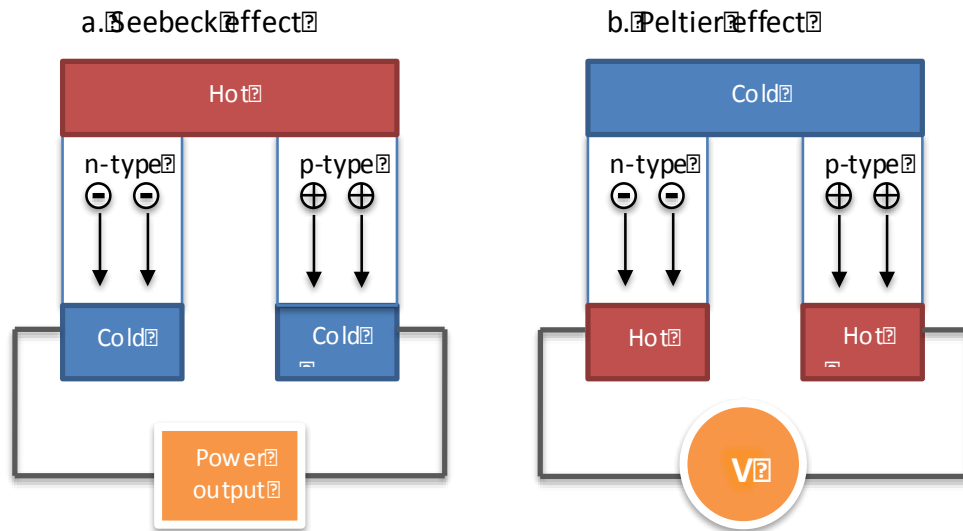 a. Seebeck effect
b. Peltier effect
Hot
n-type
p-type
Cold
Cold
Power
output
Cold
n-type
p-type
Hot
Hot
V